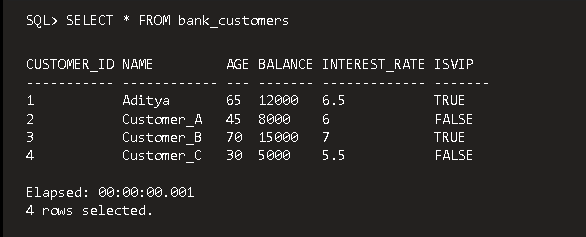 SQL> SELECT * FROM bank_customers
CUSTOMER_ID NAME         AGE BALANCE INTEREST_RATE ISVIP
----------- ------------ --- ------- ------------- -------
1           Aditya       65  12000   6.5           TRUE
2           Customer_A   45  8000    6             FALSE
3           Customer_B   70  15000   7             TRUE
4           Customer_C   30  5000    5.5           FALSE
Elapsed: 00:00:00.001
4 rows selected.